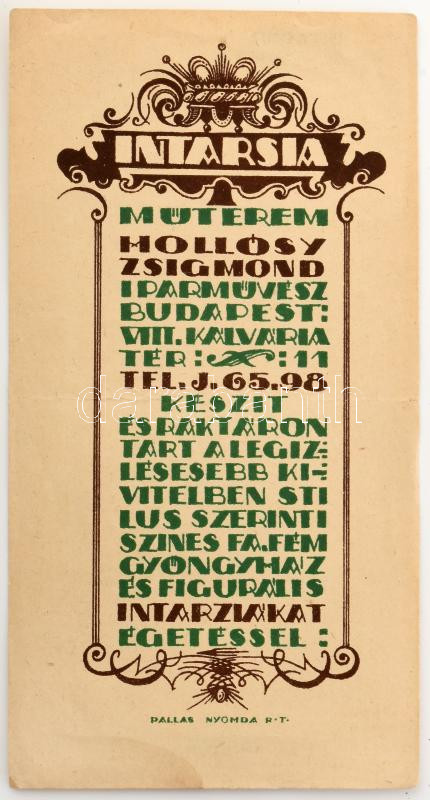 INTARSIA
MŰTEREM
HOLLÓSY
ZSIGMOND
IPARMŰVÉSZ
BUDAPEST:
VIII. KÁLVÁRIA
TÉR : : 11
TEL. J. 65.98.
KÉSZIT
ÉS RAKTÁRON
TART A LEGIZ-
LÉSESEBB KI-
VITELBEN STI
LUS SZERINTI
SZINES FA. FÉM
GYÖNGYHÁZ
ÉS FIGURÁLIS
INTARZIÁKAT
ÉGETÉSSEL :
PALLAS NYOMDA R.T.
darabanth